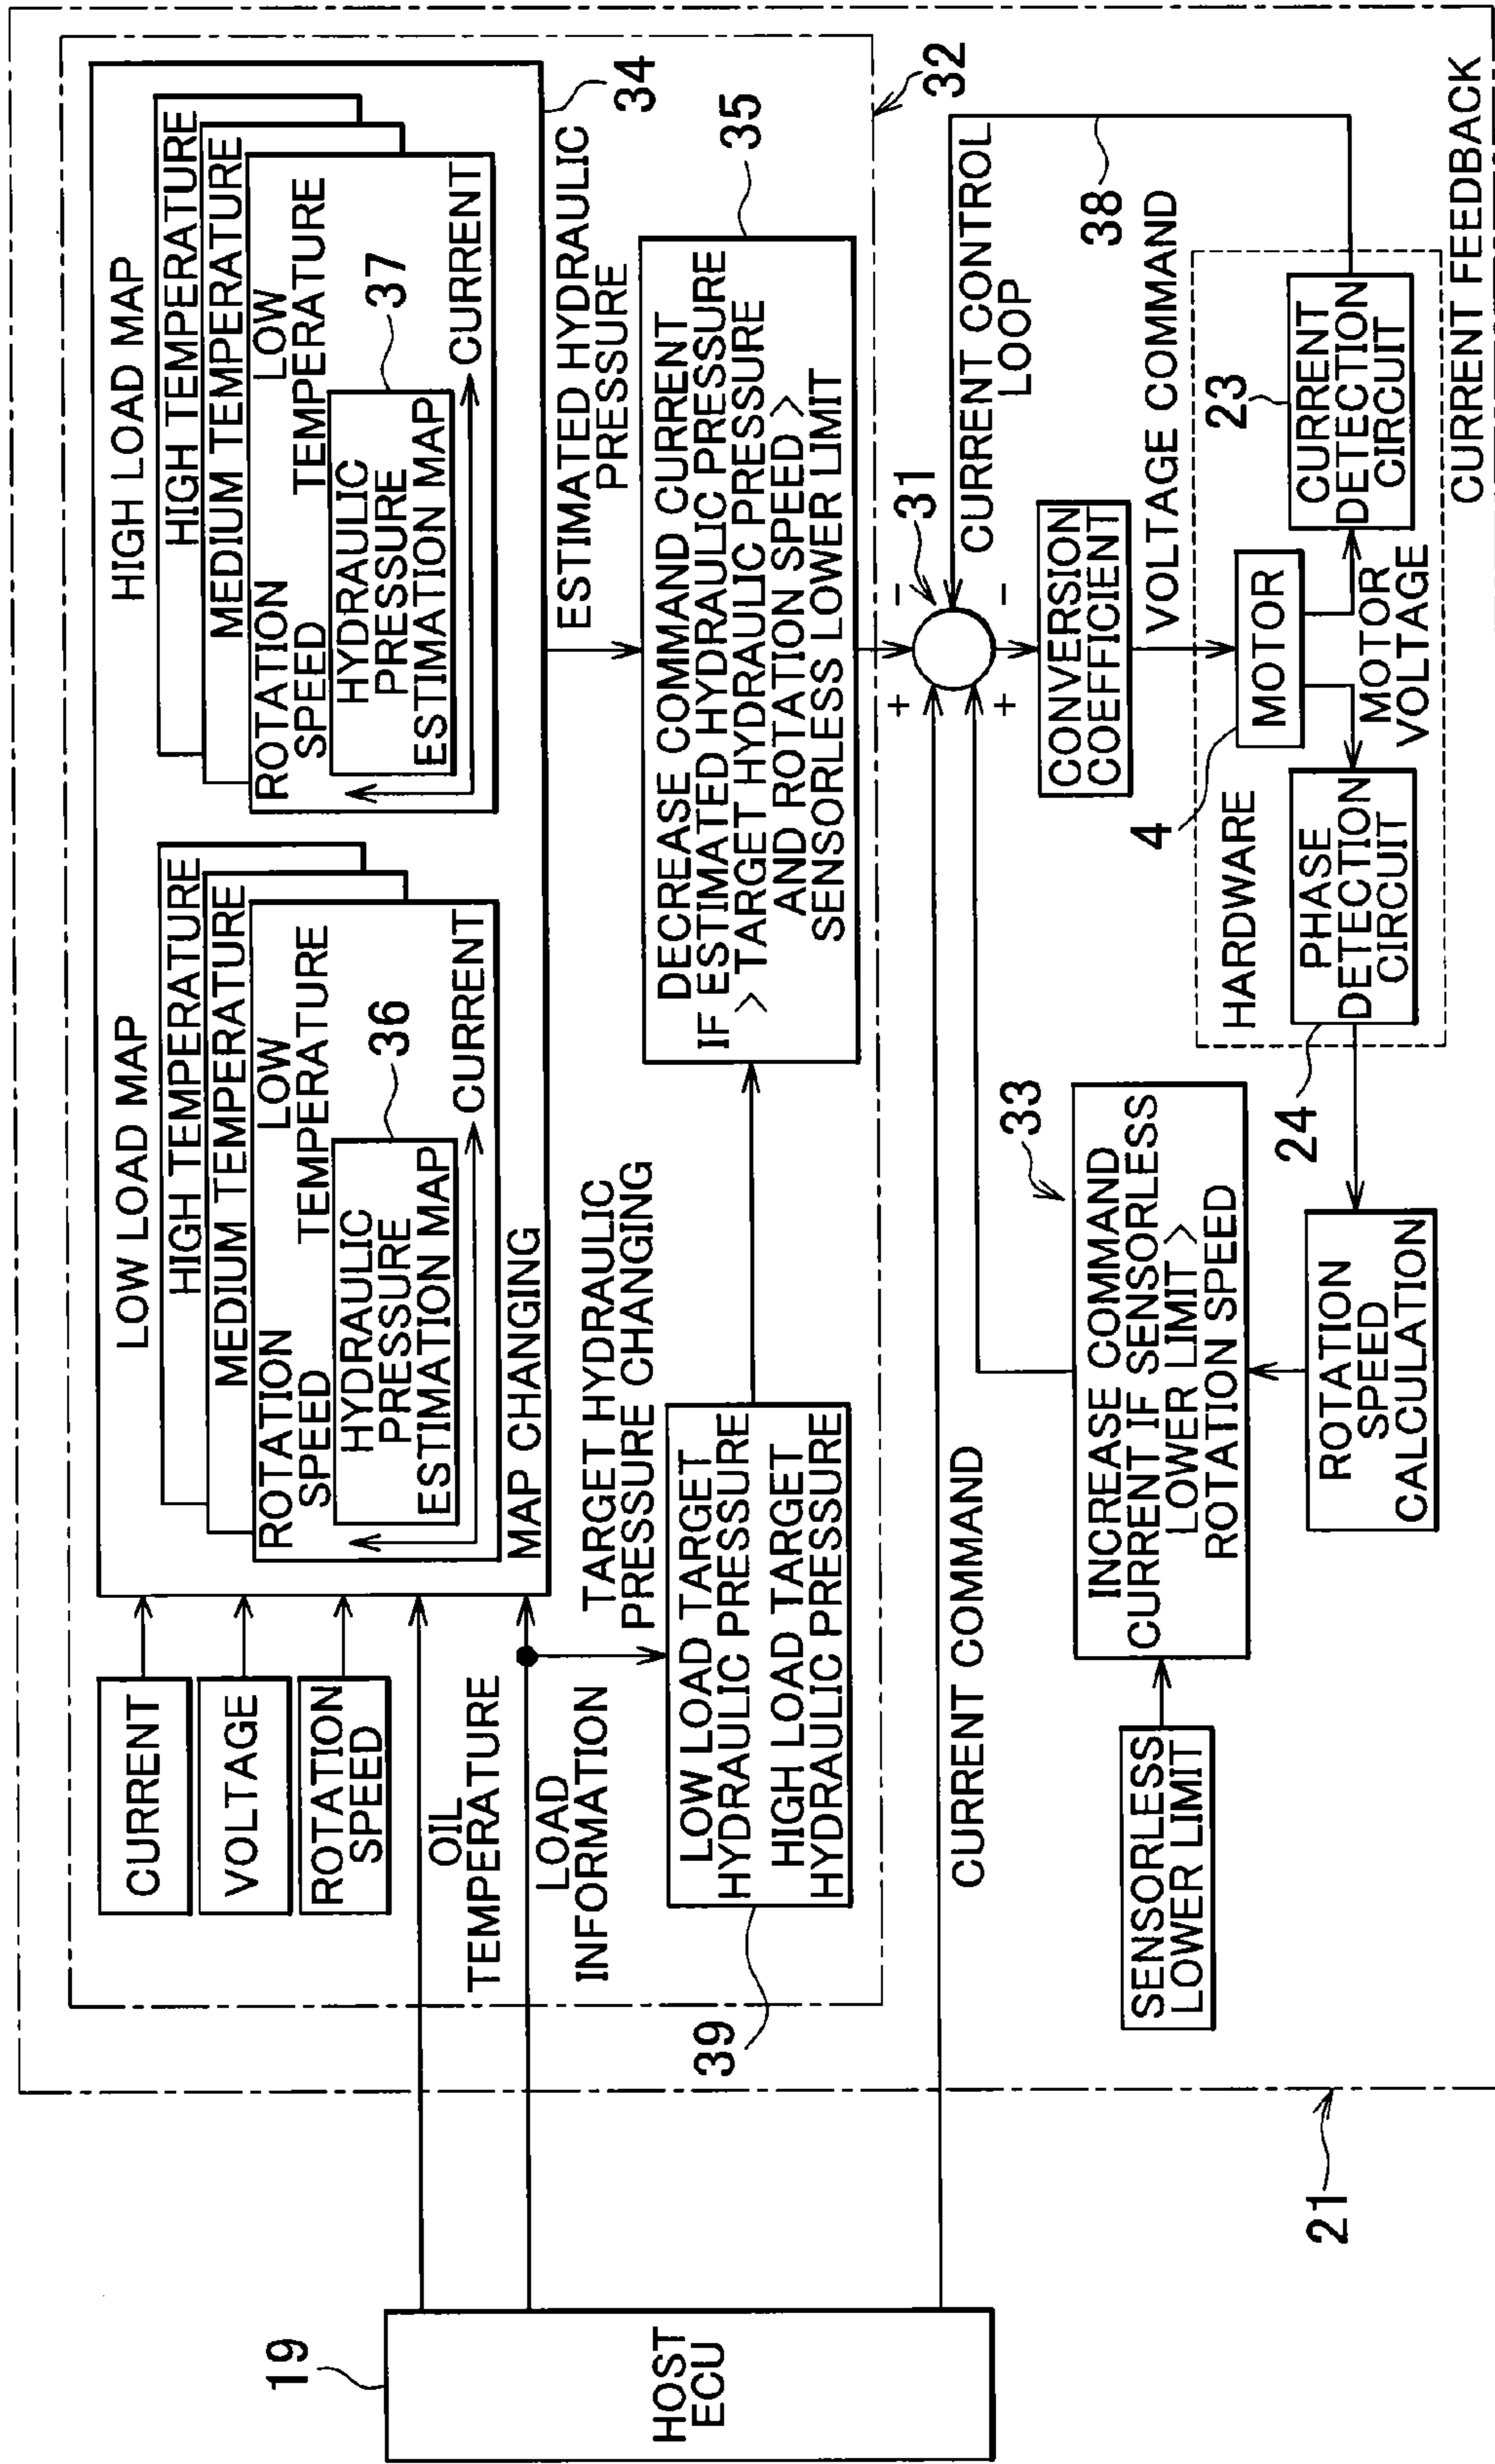 19
HOST
ECU
21
CURRENT
VOLTAGE
ROTATION
SPEED
OIL
TEMPERATURE
LOAD
INFORMATION
LOW LOAD MAP
HIGH TEMPERATURE
MEDIUM TEMPERATURE
LOW
TEMPERATURE
ROTATION
SPEED
36
HYDRAULIC
PRESSURE
ESTIMATION MAP
CURRENT
MAP CHANGING
HIGH LOAD MAP
HIGH TEMPERATURE
MEDIUM TEMPERATURE
LOW
TEMPERATURE
ROTATION
SPEED
37
HYDRAULIC
PRESSURE
ESTIMATION MAP
CURRENT
34
ESTIMATED HYDRAULIC
PRESSURE
TARGET HYDRAULIC
PRESSURE CHANGING
LOW LOAD TARGET
HYDRAULIC PRESSURE
HIGH LOAD TARGET
HYDRAULIC PRESSURE
39
35
DECREASE COMMAND CURRENT
IF ESTIMATED HYDRAULIC PRESSURE
> TARGET HYDRAULIC PRESSURE
AND ROTATION SPEED >
SENSORLESS LOWER LIMIT
32
CURRENT COMMAND
+
+
-
-
31
CURRENT CONTROL
LOOP
38
CONVERSION
COEFFICIENT
VOLTAGE COMMAND
33
INCREASE COMMAND
CURRENT IF SENSORLESS
LOWER LIMIT >
ROTATION SPEED
SENSORLESS
LOWER LIMIT
ROTATION
SPEED
CALCULATION
HARDWARE
4
MOTOR
MOTOR
VOLTAGE
24
PHASE
DETECTION
CIRCUIT
23
CURRENT
DETECTION
CIRCUIT
CURRENT FEEDBACK